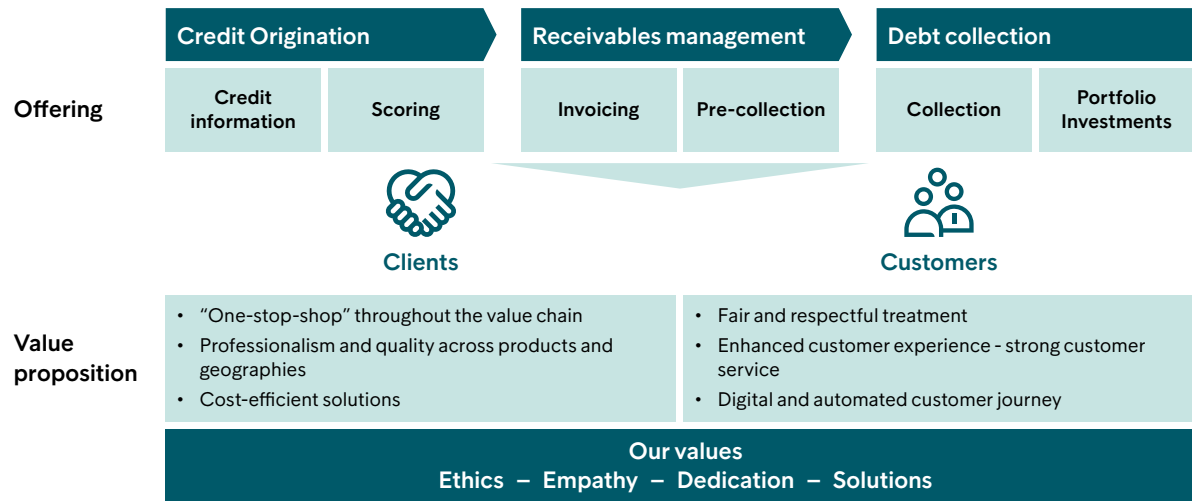 Credit Origination
Receivables management
Debt collection
Offering
Credit
information
Scoring
Invoicing
Pre-collection
Collection
Portfolio
Investments
Clients
Customers
Value
proposition
• “One-stop-shop” throughout the value chain
• Professionalism and quality across products and
geographies
• Cost-efficient solutions
• Fair and respectful treatment
• Enhanced customer experience - strong customer
service
• Digital and automated customer journey
Our values
Ethics – Empathy – Dedication – Solutions